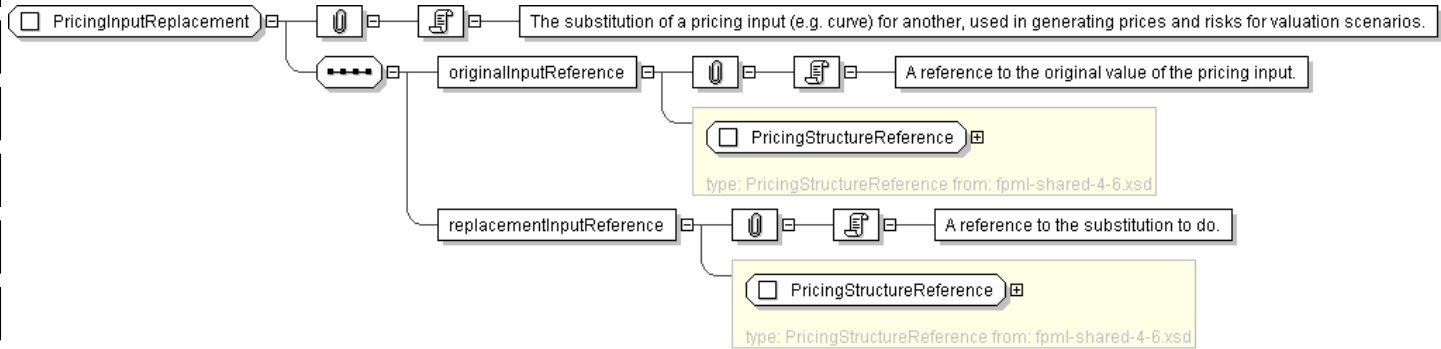 PricingInputReplacement
The substitution of a pricing input (e.g. curve) for another, used in generating prices and risks for valuation scenarios.
originalInputReference
A reference to the original value of the pricing input.
PricingStructureReference
type: PricingStructureReference from: fpml-shared-4-6.xsd
replacementInputReference
A reference to the substitution to do.
PricingStructureReference
type: PricingStructureReference from: fpml-shared-4-6.xsd